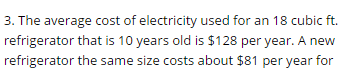 3. The average cost of electricity used for an 18 cubic ft.
refrigerator that is 10 years old is $128 per year. A new
refrigerator the same size costs about $81 per year for